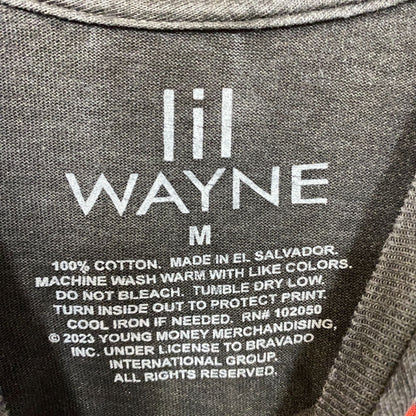 lil
WAYNE
M
100% COTTON. MADE IN EL SALVADOR.
MACHINE WASH WARM WITH LIKE COLORS.
DO NOT BLEACH. TUMBLE DRY LOW.
TURN INSIDE OUT TO PROTECT PRINT.
COOL IRON IF NEEDED. RN# 102050
© 2023 YOUNG MONEY MERCHANDISING,
INC. UNDER LICENSE TO BRAVADO
INTERNATIONAL GROUP.
ALL RIGHTS RESERVED.